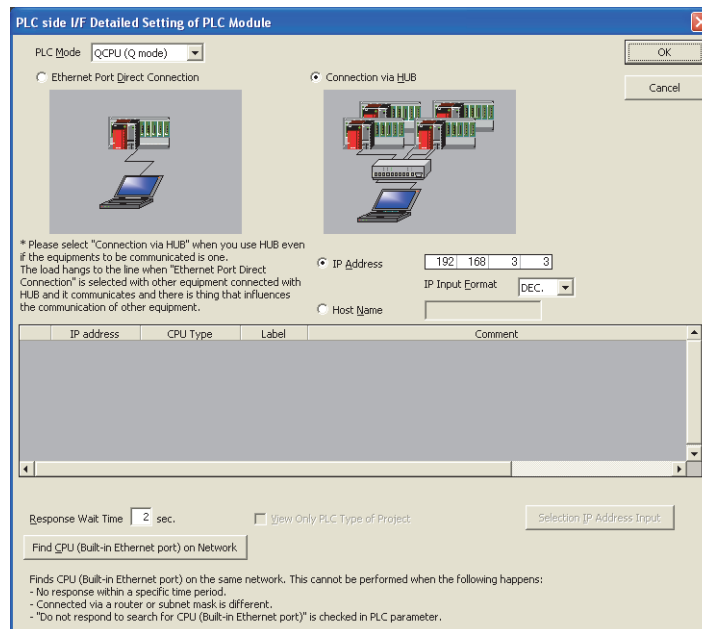 PLC side I/F Detailed Setting of PLC Module
PLC Mode QCPU (Q mode)
OK
Ethernet Port Direct Connection
Connection via HUB
Cancel
* Please select "Connection via HUB" when you use HUB even
if the equipments to be communicated is one.
The load hangs to the line when "Ethernet Port Direct
Connection" is selected with other equipment connected with
HUB and it communicates and there is thing that influences
the communication of other equipment.
IP Address 192 168 3 3
IP Input Format DEC.
Host Name
IP address CPU Type Label Comment
Response Wait Time 2 sec.
View Only PLC Type of Project
Selection IP Address Input
Find CPU (Built-in Ethernet port) on Network
Finds CPU (Built-in Ethernet port) on the same network. This cannot be performed when the following happens:
- No response within a specific time period.
- Connected via a router or subnet mask is different.
- "Do not respond to search for CPU (Built-in Ethernet port)" is checked in PLC parameter.